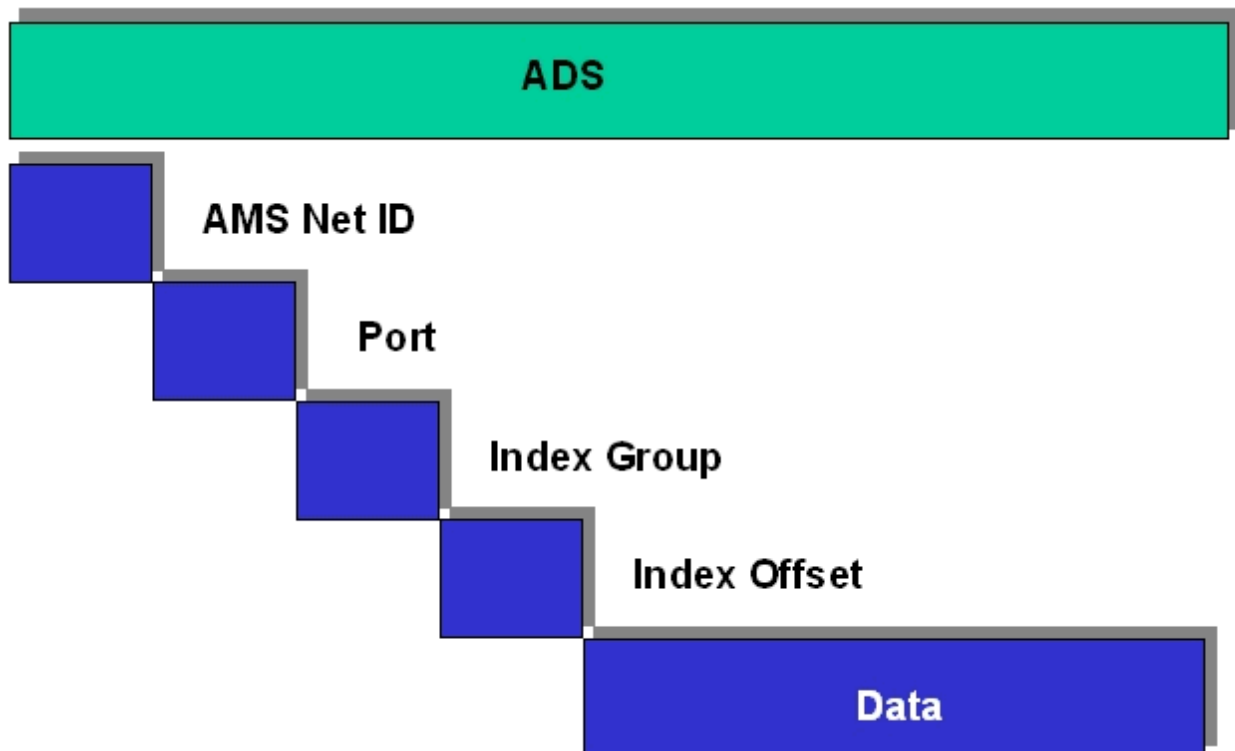 ADS
AMS Net ID
Port
Index Group
Index Offset
Data